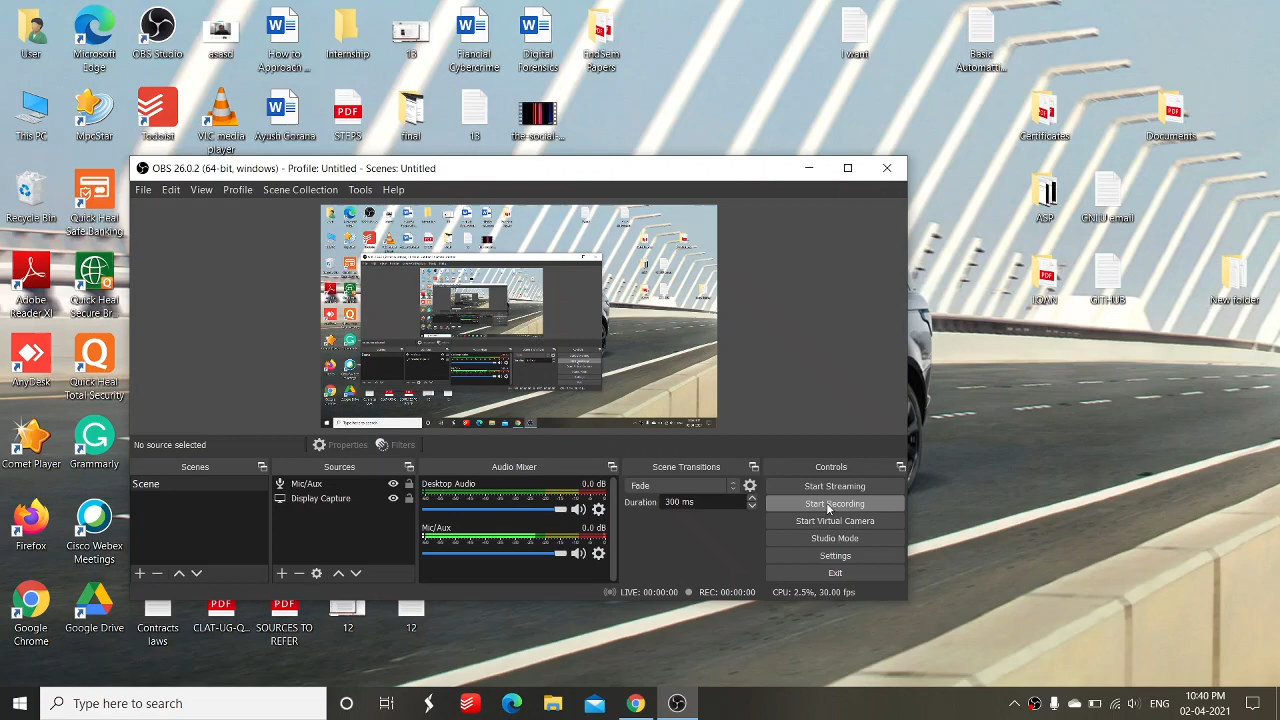 User
Microsoft
Edge
OBS Studio
asasd
How to
Approach ...
Internship
13
Fiancial
Cybercrime
Digital
Forensics
EndSem
Papers
I want
Basic
Automatti...
This PC
MpcStar
Todoist
VLC media
player
Ayush Gorana
STEPS
final
13
the-social-...
Certificates
Documents
OBS 26.0.2 (64-bit, windows) - Profile: Untitled - Scenes: Untitled
File Edit View Profile Scene Collection Tools Help
Recycle Bin
Quick Heal
Safe Banking
ASP
GNIU email
Adobe
Reader XI
Quick Heal
Secure Br...
LOAN
GITHUB
New folder
AnyDesk
Quick Heal
Total Security
Comet Player
Grammarly
No source selected
Properties
Filters
Scenes
Sources
Audio Mixer
Scene Transitions
Controls
Scene
Mic/Aux
Display Capture
Desktop Audio 0.0 dB
Mic/Aux 0.0 dB
Fade
Duration 300 ms
Start Streaming
Start Recording
Start Virtual Camera
Studio Mode
Settings
Exit
LIVE: 00:00:00
REC: 00:00:00
CPU: 2.5%, 30.00 fps
Firefox
Cisco Webex
Meetings
Google
Chrome
Google Drive
Contracts
laws
PDF
CLAT-UG-Q...
PDF
SOURCES TO
REFER
12
12
Type here to search
ENG
10:40 PM
02-04-2021